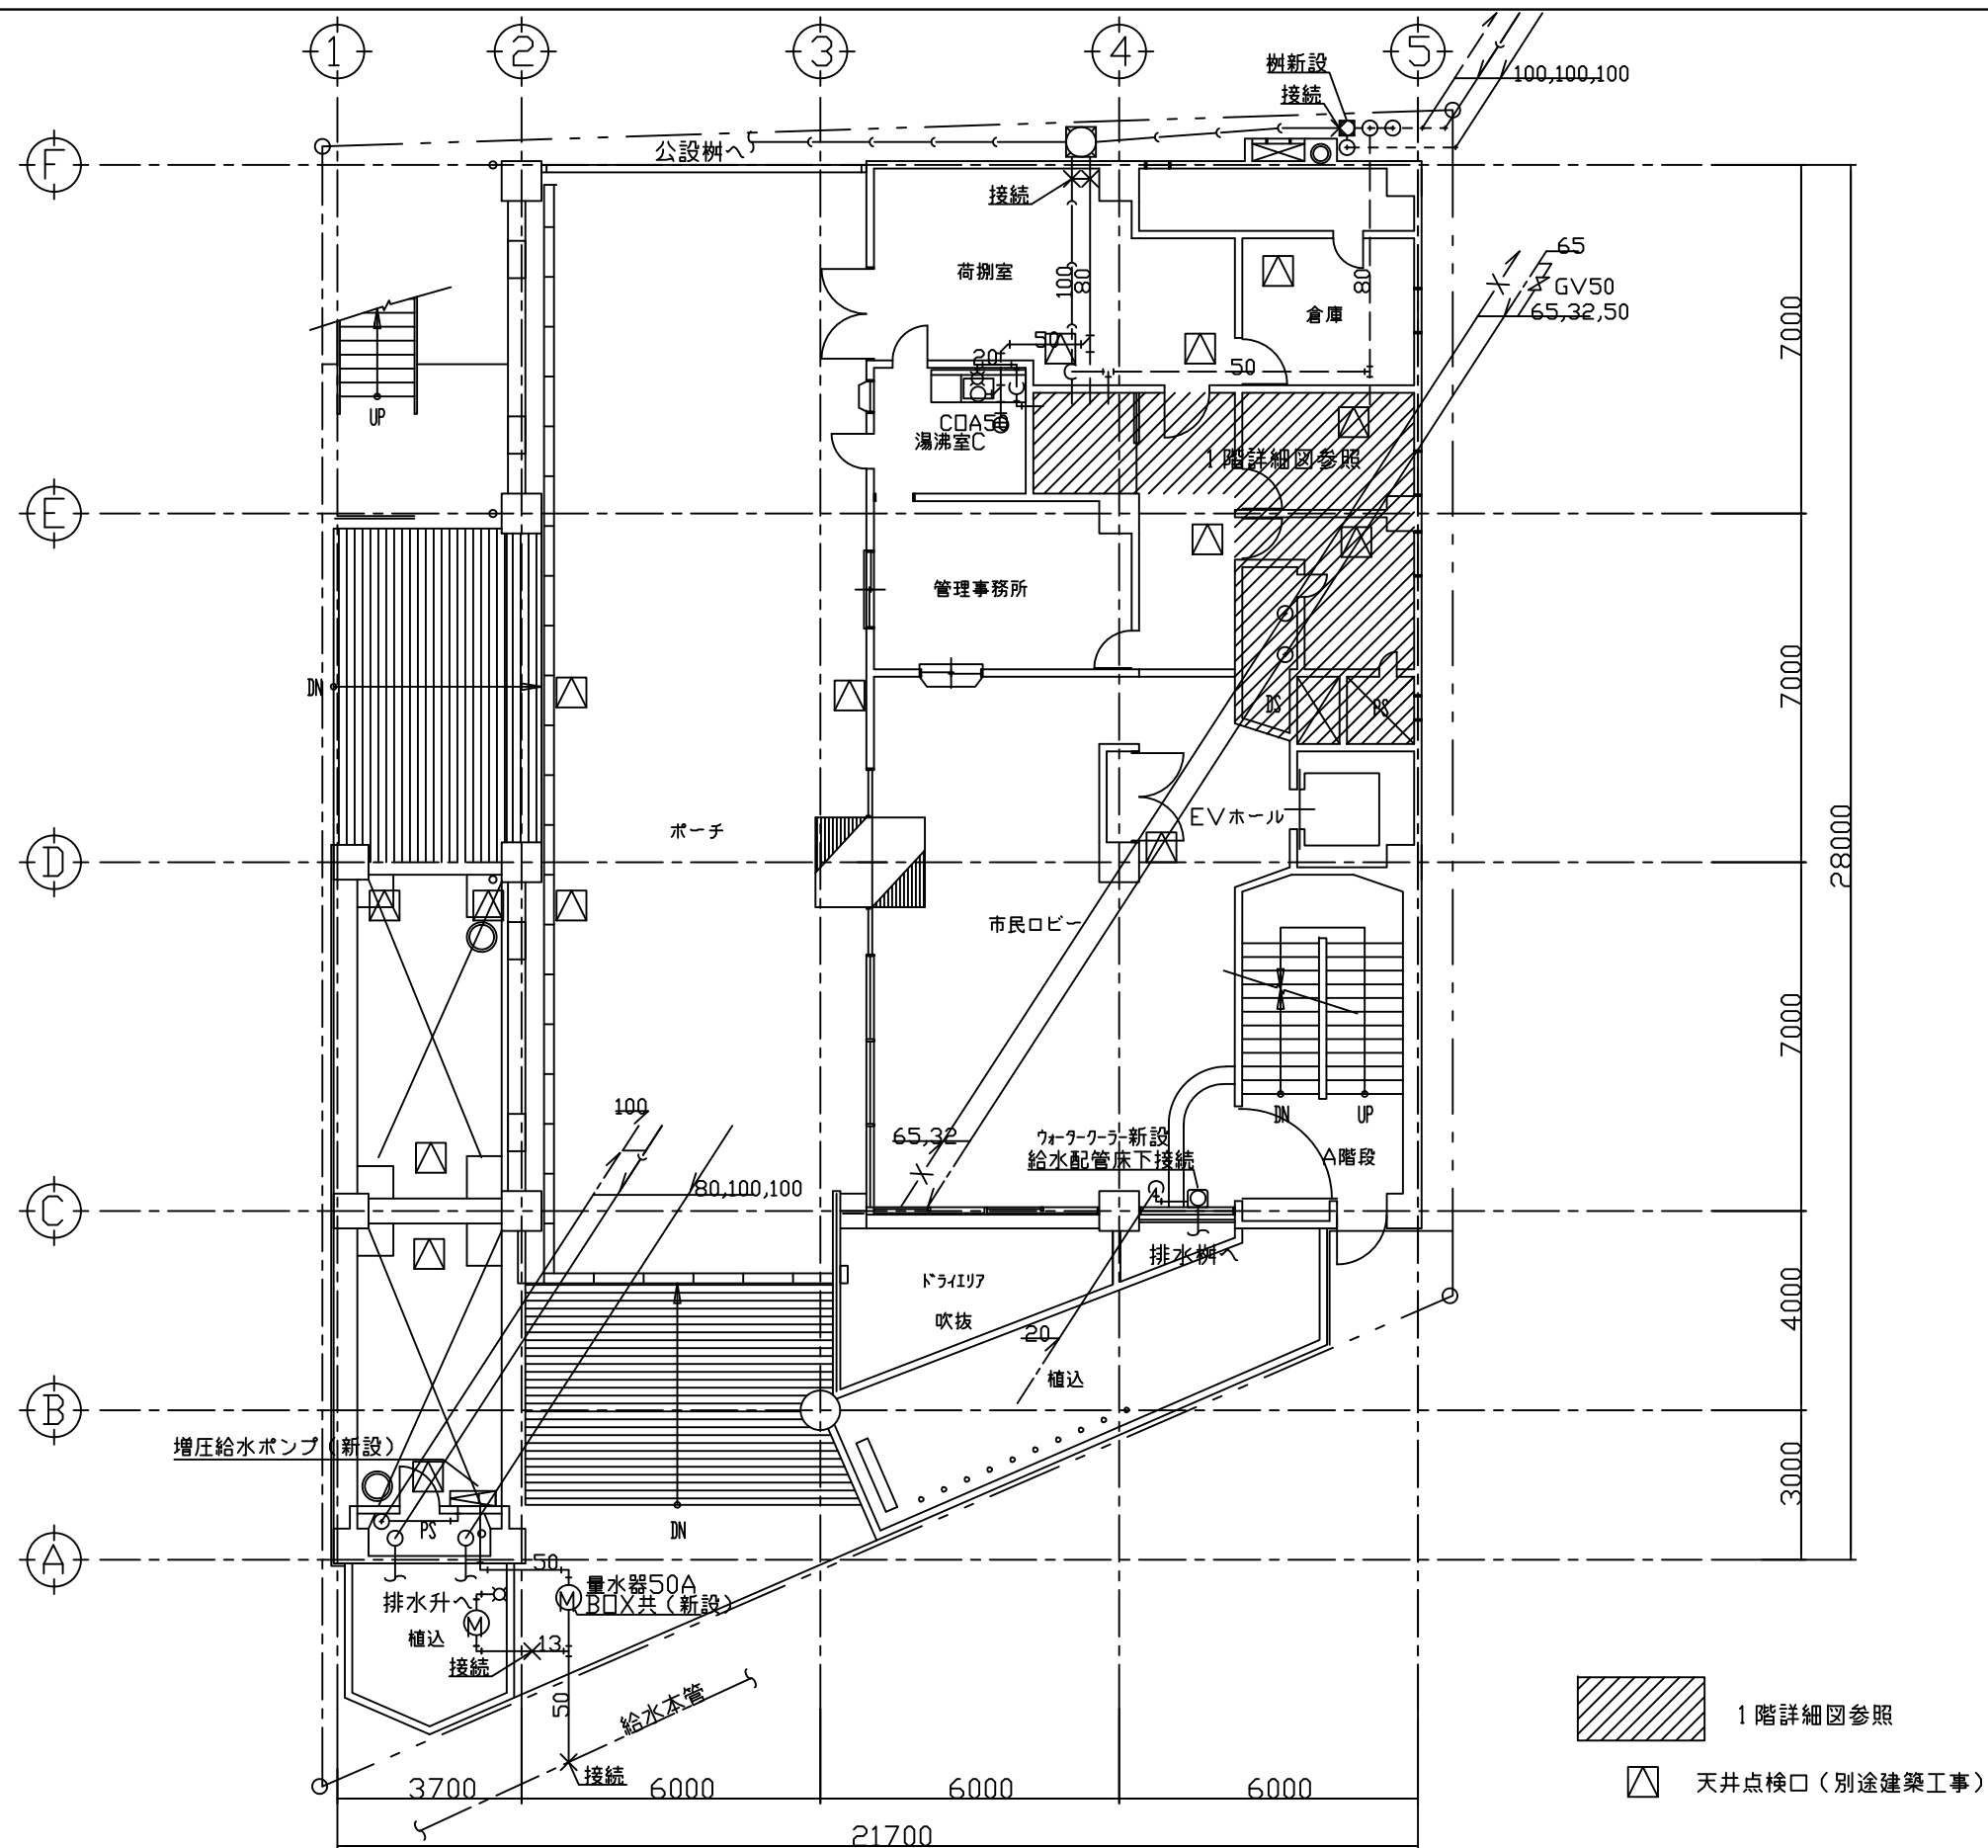 1
2
3
4
5
桝新設
100,100,100
接続
公設桝へ
F
接続
65
荷捌室
100
80
80
GV50
倉庫
65,32,50
7000
50
20
50
UP
COA50
湯沸室C
1階詳細図参照
E
管理事務所
7000
DN
DS
PS
EVホール
ポーチ
28000
D
市民ロビー
7000
100
DN
UP
65,32
ウォータークーラー新設
給水配管床下接続
A階段
80,100,100
C
排水桝へ
ドライエリア
4000
吹抜
20
植込
B
増圧給水ポンプ(新設)
3000
PS
DN
A
50
量水器50A
BOX共(新設)
排水升へ
M
M
植込
13
接続
50
給水本管
1階詳細図参照
接続
天井点検口(別途建築工事)
3700
6000
6000
6000
21700